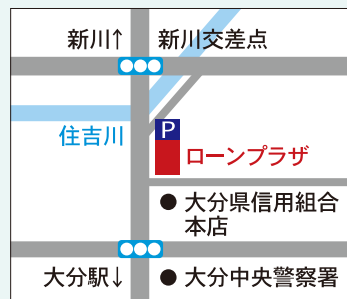 新川↑ 新川交差点
住吉川
P
ローンプラザ
● 大分県信用組合
本店
大分駅↓ ● 大分中央警察署